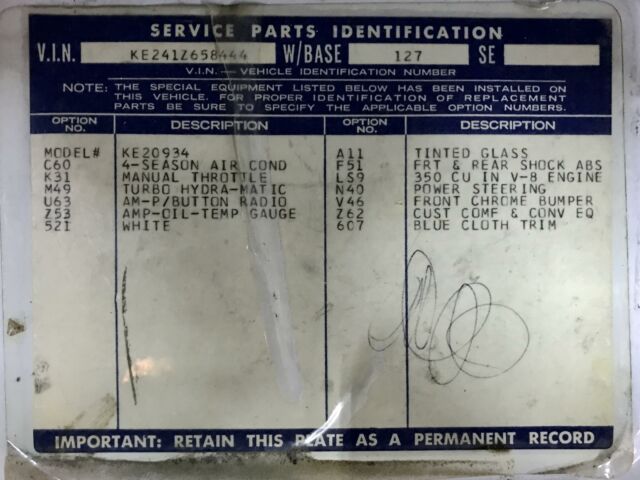 SERVICE PARTS IDENTIFICATION
V.I.N. KE241Z658444 W/BASE 127 SE
V.I.N. — VEHICLE IDENTIFICATION NUMBER
NOTE: THE SPECIAL EQUIPMENT LISTED BELOW HAS BEEN INSTALLED ON
THIS VEHICLE. FOR PROPER IDENTIFICATION OF REPLACEMENT
PARTS BE SURE TO SPECIFY THE APPLICABLE OPTION NUMBERS.
OPTION NO. DESCRIPTION OPTION NO. DESCRIPTION
MODEL# KE20934 A11 TINTED GLASS
C60 4-SEASON AIR COND F51 FRT & REAR SHOCK ABS
K31 MANUAL THROTTLE LS9 350 CU IN V-8 ENGINE
M49 TURBO HYDRA-MATIC N40 POWER STEERING
U63 AM-P/BUTTON RADIO V46 FRONT CHROME BUMPER
Z53 AMP-OIL-TEMP GAUGE Z62 CUST COMF & CONV EQ
521 WHITE 607 BLUE CLOTH TRIM
IMPORTANT: RETAIN THIS PLATE AS A PERMANENT RECORD